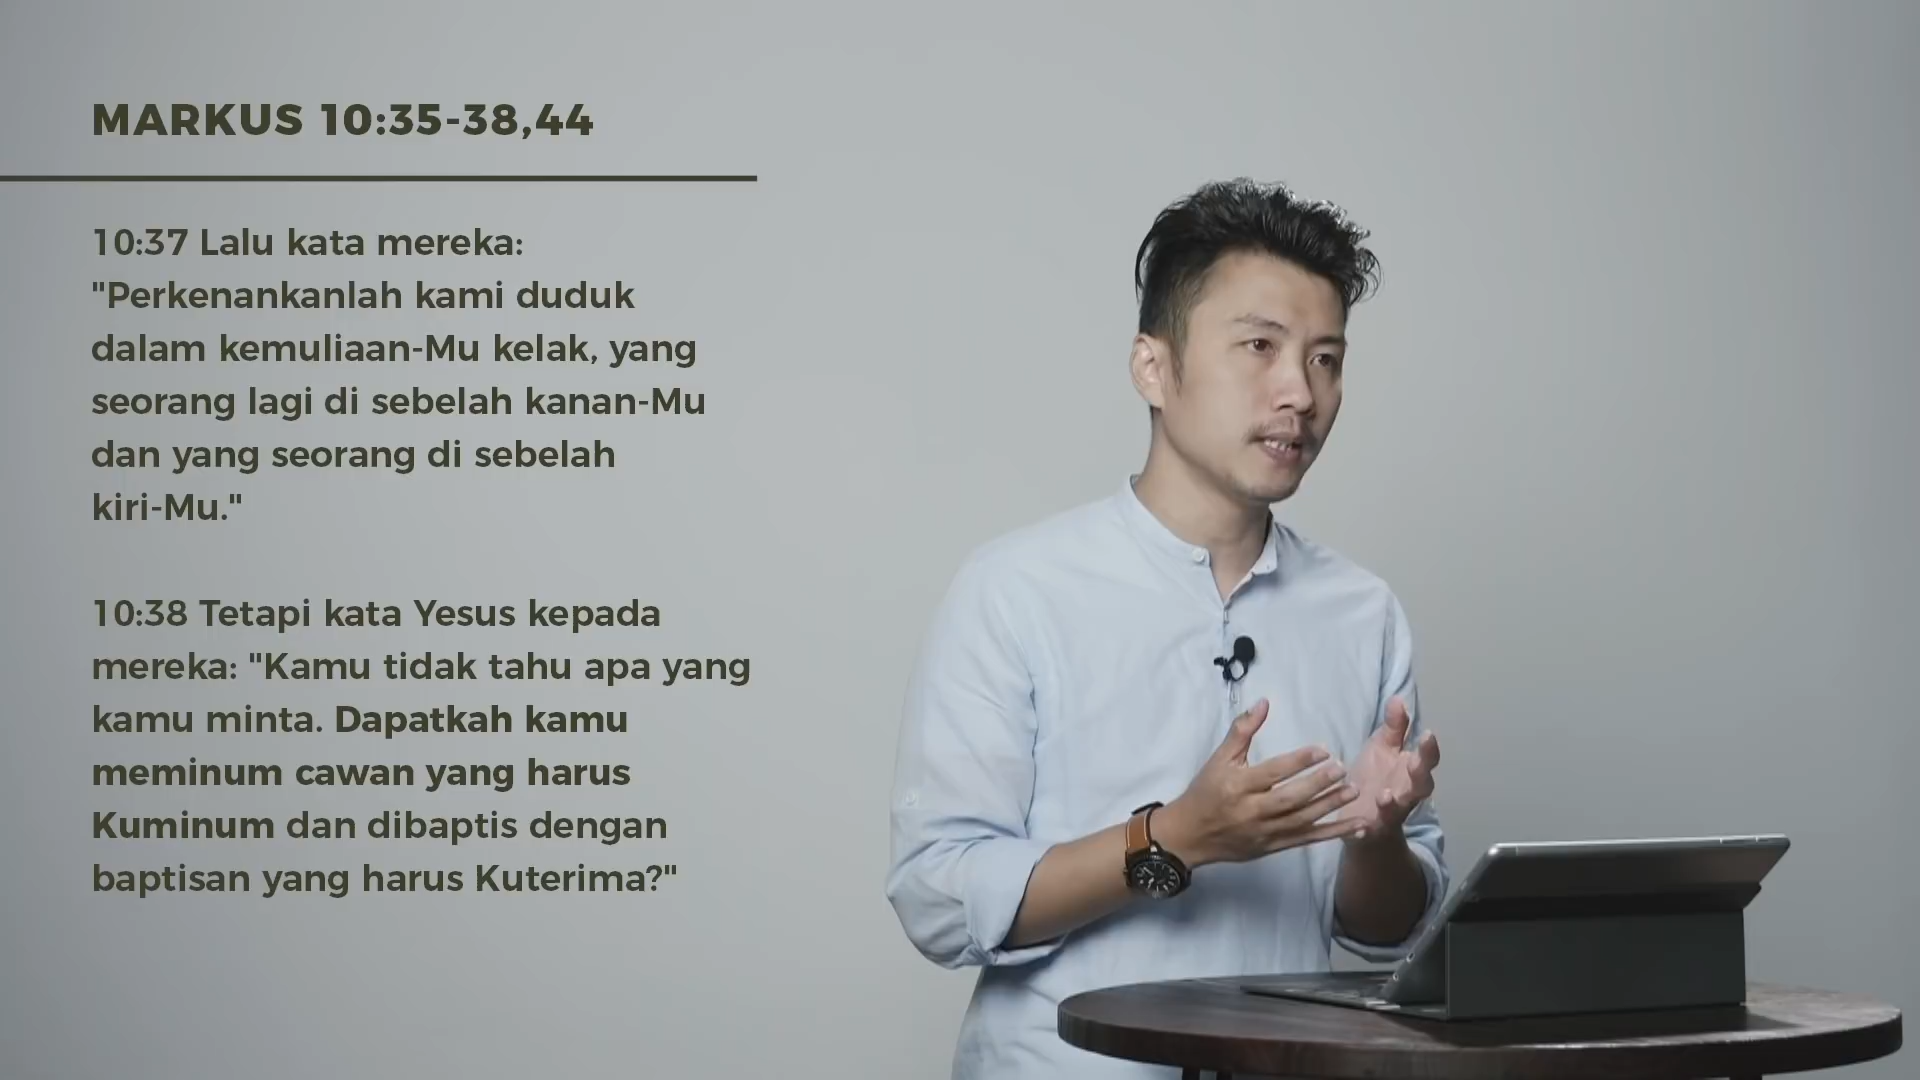 MARKUS 10:35-38,44
10:37 Lalu kata mereka:
"Perkenankanlah kami duduk
dalam kemuliaan-Mu kelak, yang
seorang lagi di sebelah kanan-Mu
dan yang seorang di sebelah
kiri-Mu."
10:38 Tetapi kata Yesus kepada
mereka: "Kamu tidak tahu apa yang
kamu minta. Dapatkah kamu
meminum cawan yang harus
Kuminum dan dibaptis dengan
baptisan yang harus Kuterima?"